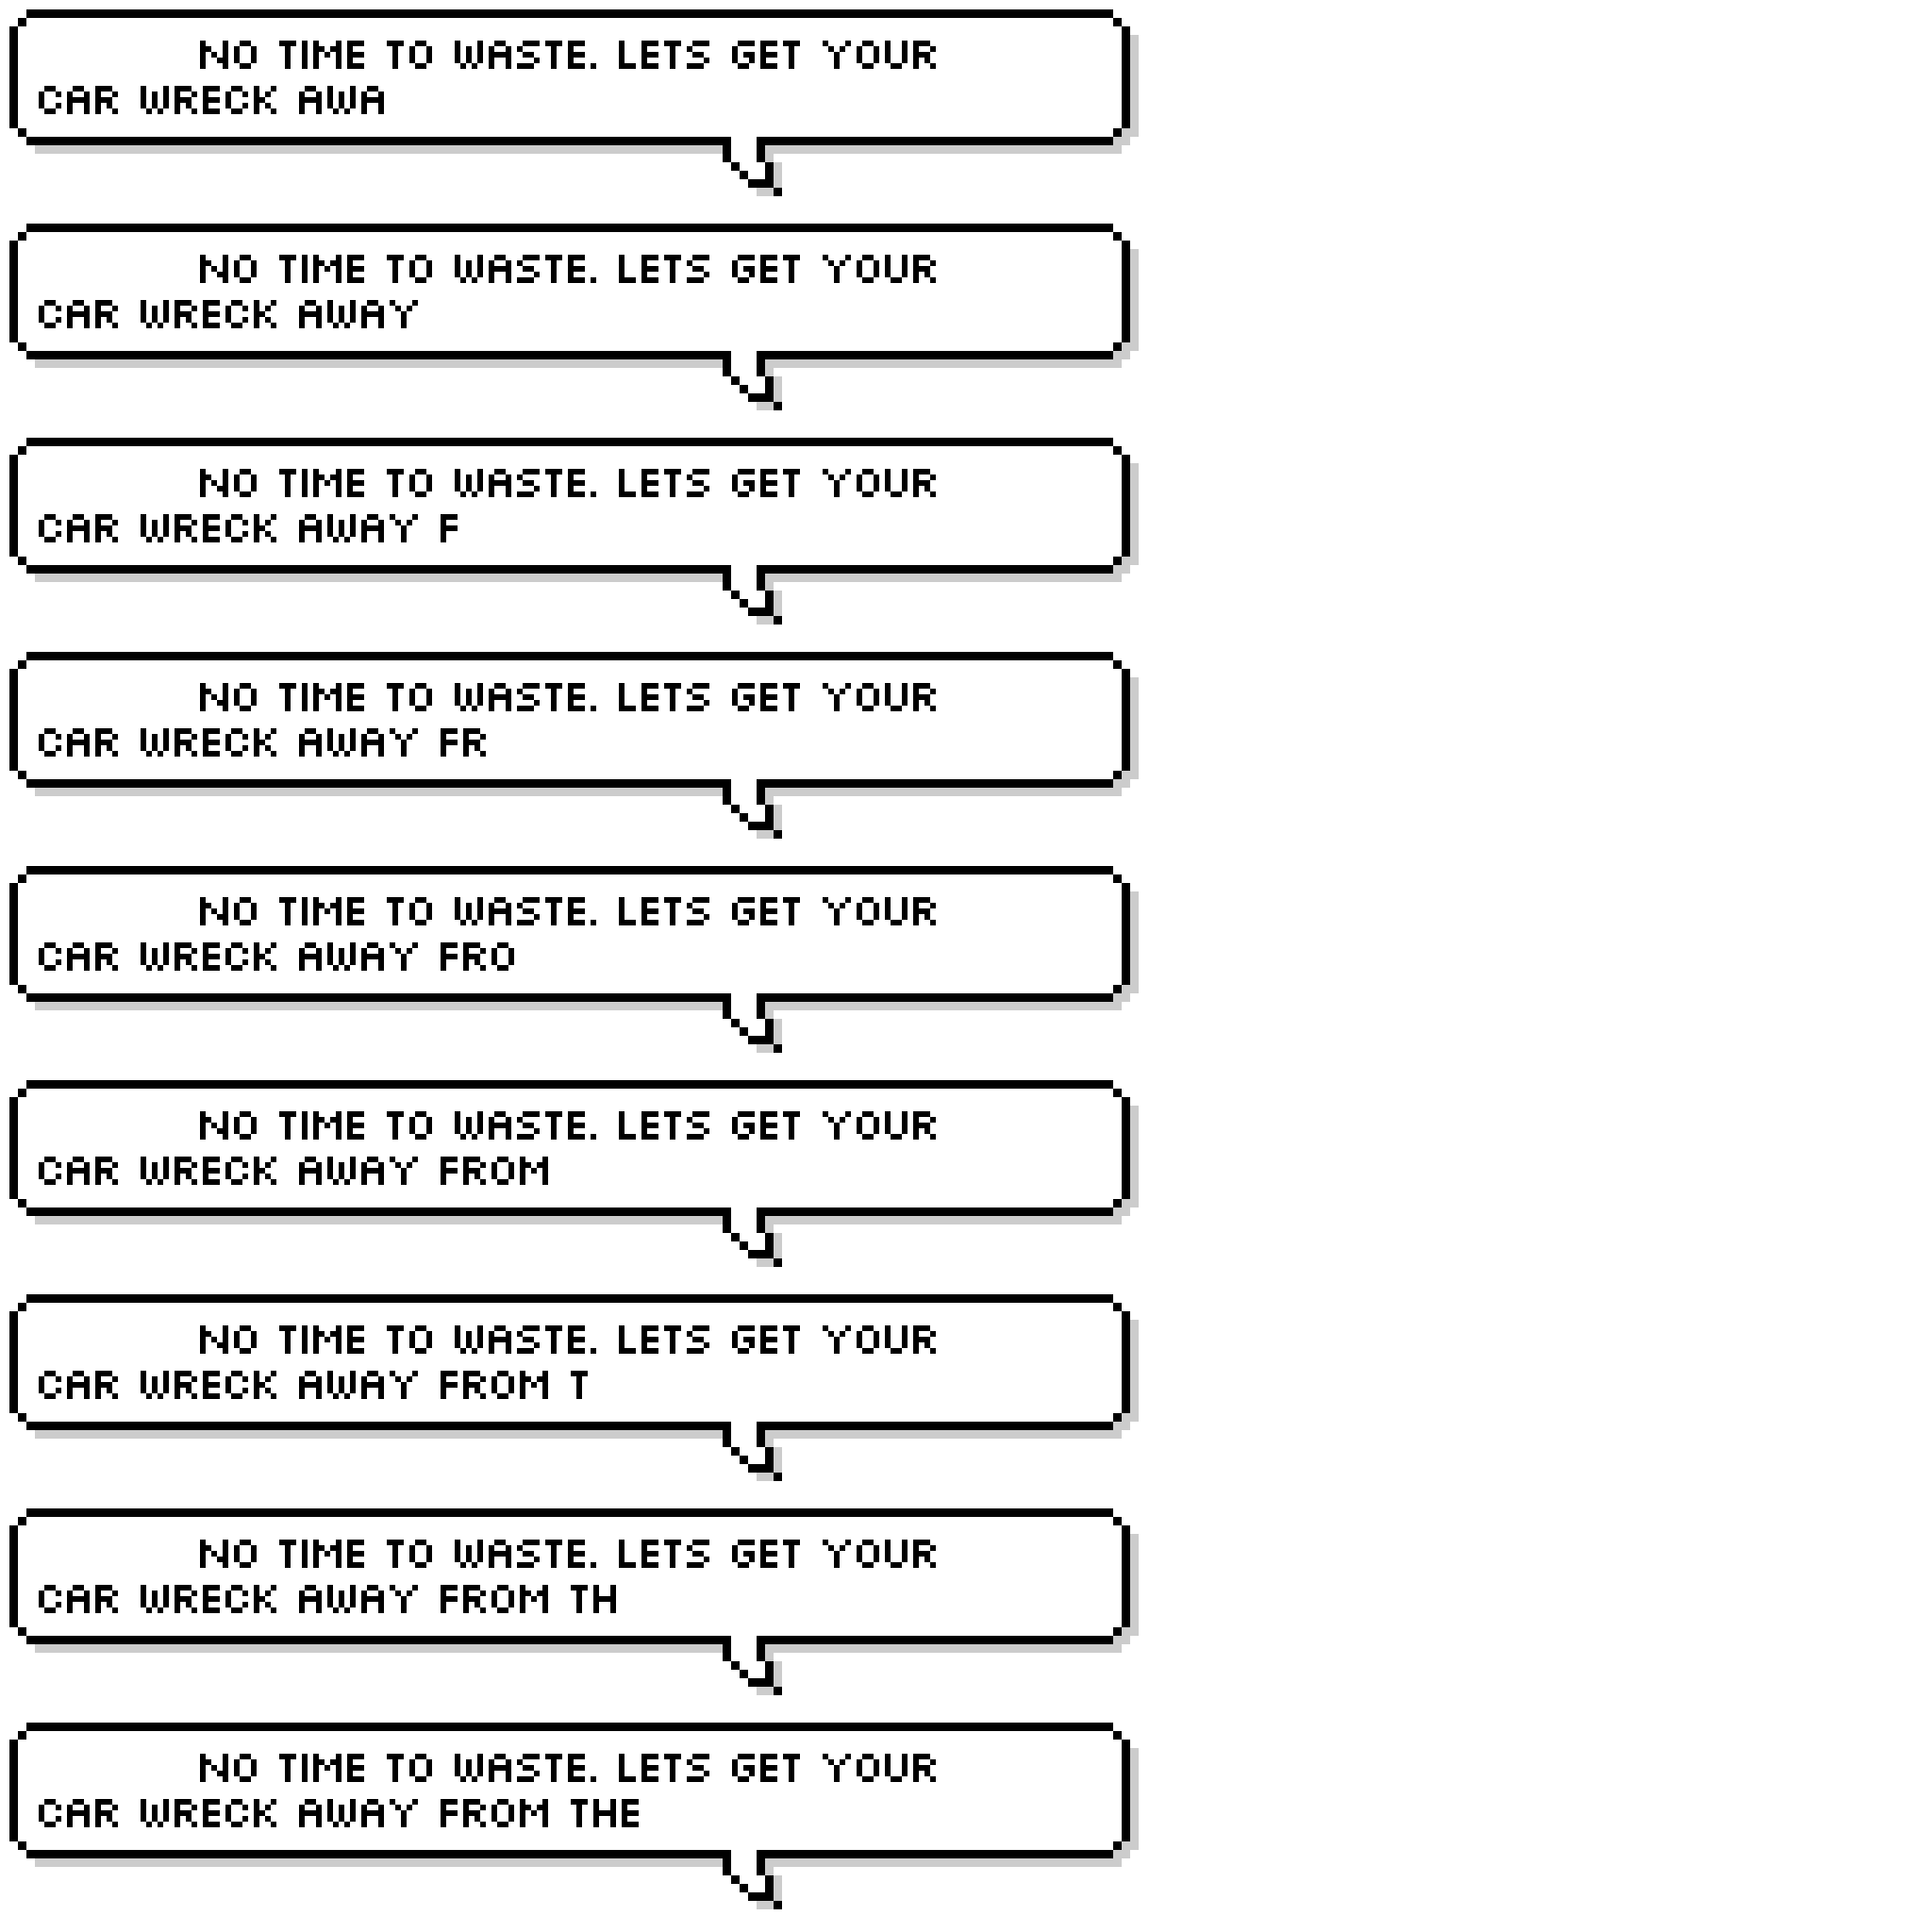 NO TIME TO WASTE. LETS GET YOUR
CAR WRECK AWA
NO TIME TO WASTE. LETS GET YOUR
CAR WRECK AWAY
NO TIME TO WASTE. LETS GET YOUR
CAR WRECK AWAY F
NO TIME TO WASTE. LETS GET YOUR
CAR WRECK AWAY FR
NO TIME TO WASTE. LETS GET YOUR
CAR WRECK AWAY FRO
NO TIME TO WASTE. LETS GET YOUR
CAR WRECK AWAY FROM
NO TIME TO WASTE. LETS GET YOUR
CAR WRECK AWAY FROM T
NO TIME TO WASTE. LETS GET YOUR
CAR WRECK AWAY FROM TH
NO TIME TO WASTE. LETS GET YOUR
CAR WRECK AWAY FROM THE